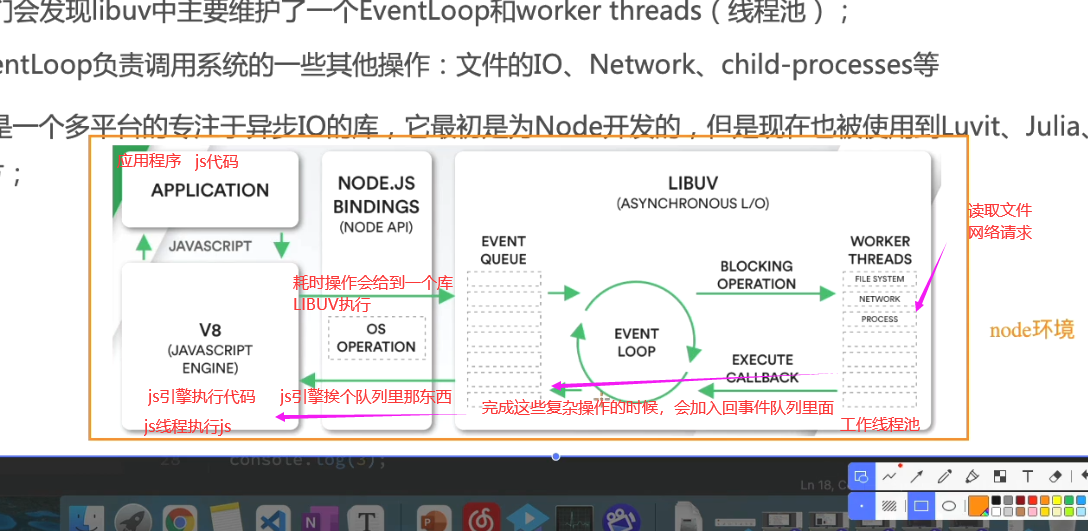 们会发现libuv中主要维护了一个EventLoop和worker threads（线程池）；
entLoop负责调用系统的一些其他操作：文件的IO、Network、child-processes等
是一个多平台的专注于异步IO的库，它最初是为Node开发的，但是现在也被使用到Luvit、Julia、
；
应用程序 js代码
APPLICATION
JAVASCRIPT
V8
(JAVASCRIPT
ENGINE)
js引擎执行代码
js线程执行js
NODE.JS
BINDINGS
(NODE API)
耗时操作会给到一个库
LIBUV执行
OS
OPERATION
js引擎挨个队列里那东西
LIBUV
(ASYNCHRONOUS L/O)
EVENT
QUEUE
EVENT
LOOP
BLOCKING
OPERATION
EXECUTE
CALLBACK
完成这些复杂操作的时候，会加入回事件队列里面
WORKER
THREADS
FILE SYSTEM
NETWORK
PROCESS
工作线程池
读取文件
网络请求
node环境
28 console.log(3);
Ln 18, C